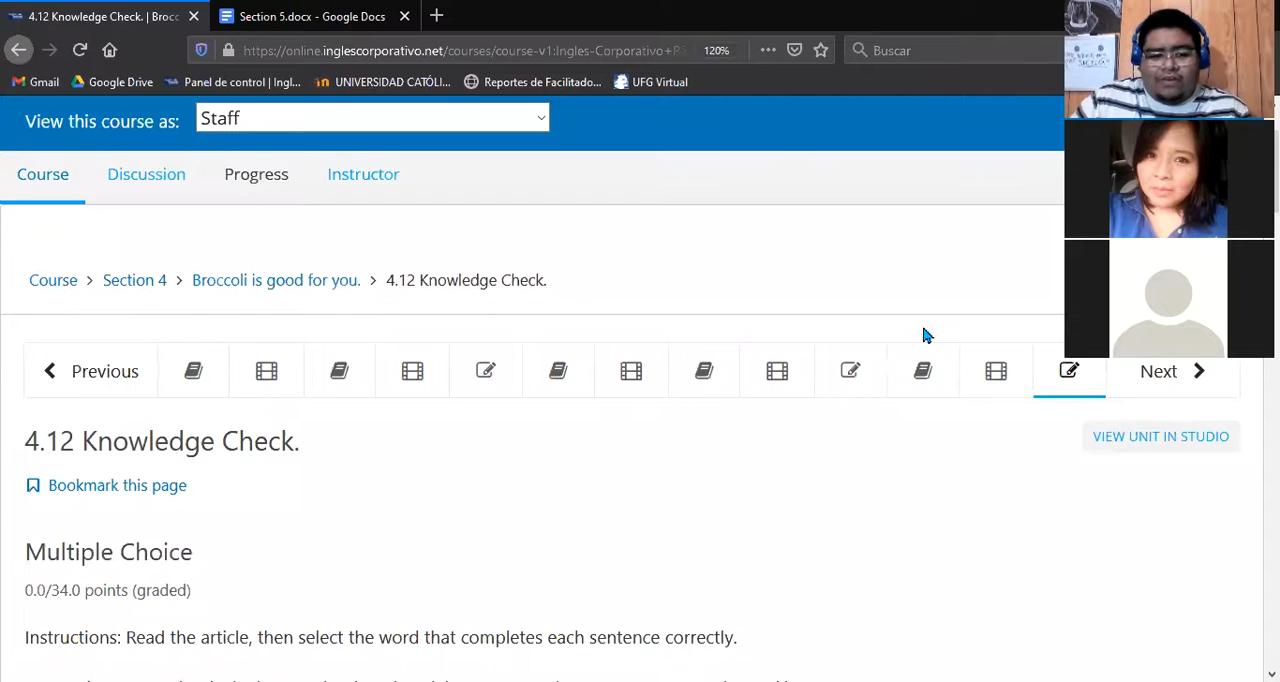 4.12 Knowledge Check. | Brocc
Section 5.docx - Google Docs
https://online.inglescorporativo.net/courses/course-v1:Ingles-Corporativo+P
120%
Buscar
Gmail
Google Drive
Panel de control | Ingl...
UNIVERSIDAD CATÓLI...
Reportes de Facilitado...
UFG Virtual
View this course as:
Staff
Course
Discussion
Progress
Instructor
Course > Section 4 > Broccoli is good for you. > 4.12 Knowledge Check.
Previous
Next
4.12 Knowledge Check.
VIEW UNIT IN STUDIO
Bookmark this page
Multiple Choice
0.0/34.0 points (graded)
Instructions: Read the article, then select the word that completes each sentence correctly.